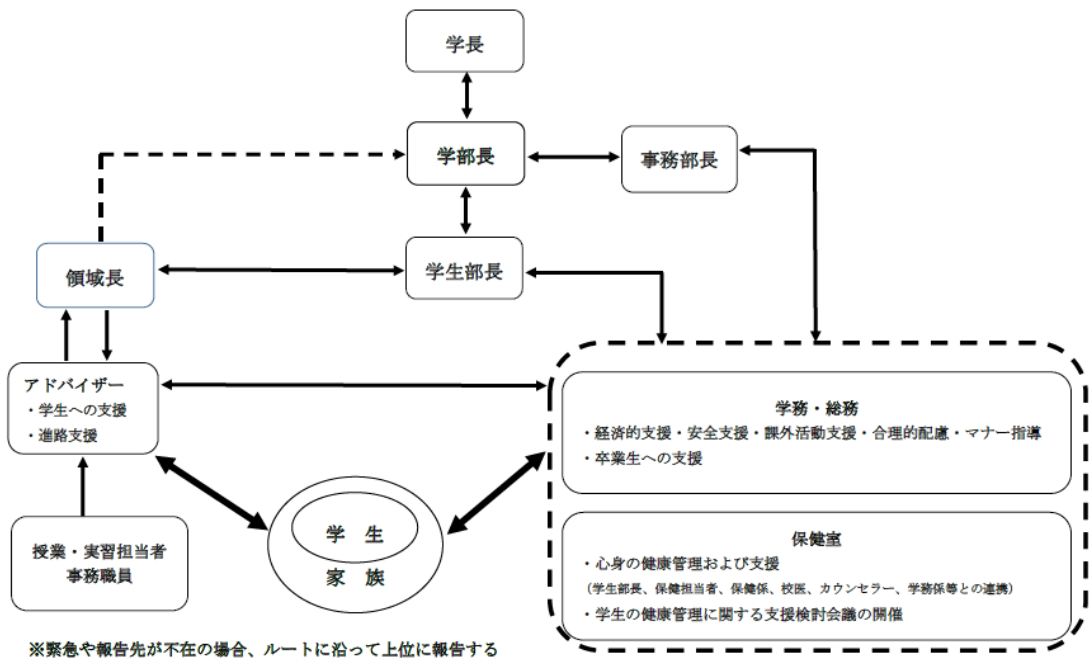 学長
学部長
事務部長
領域長
学生部長
アドバイザー
・学生への支援
・進路支援
学務・総務
・経済的支援・安全支援・課外活動支援・合理的配慮・マナー指導
・卒業生への支援
授業・実習担当者
事務職員
学 生
家 族
保健室
・心身の健康管理および支援
(学生部長、保健担当者、保健係、校医、カウンセラー、学務係等との連携)
・学生の健康管理に関する支援検討会議の開催
※緊急や報告先が不在の場合、ルートに沿って上位に報告する